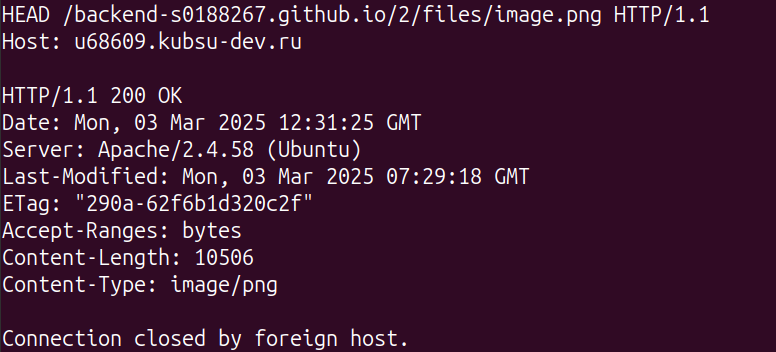 HEAD /backend-s0188267.github.io/2/files/image.png HTTP/1.1
Host: u68609.kubsu-dev.ru
HTTP/1.1 200 OK
Date: Mon, 03 Mar 2025 12:31:25 GMT
Server: Apache/2.4.58 (Ubuntu)
Last-Modified: Mon, 03 Mar 2025 07:29:18 GMT
ETag: "290a-62f6b1d320c2f"
Accept-Ranges: bytes
Content-Length: 10506
Content-Type: image/png
Connection closed by foreign host.